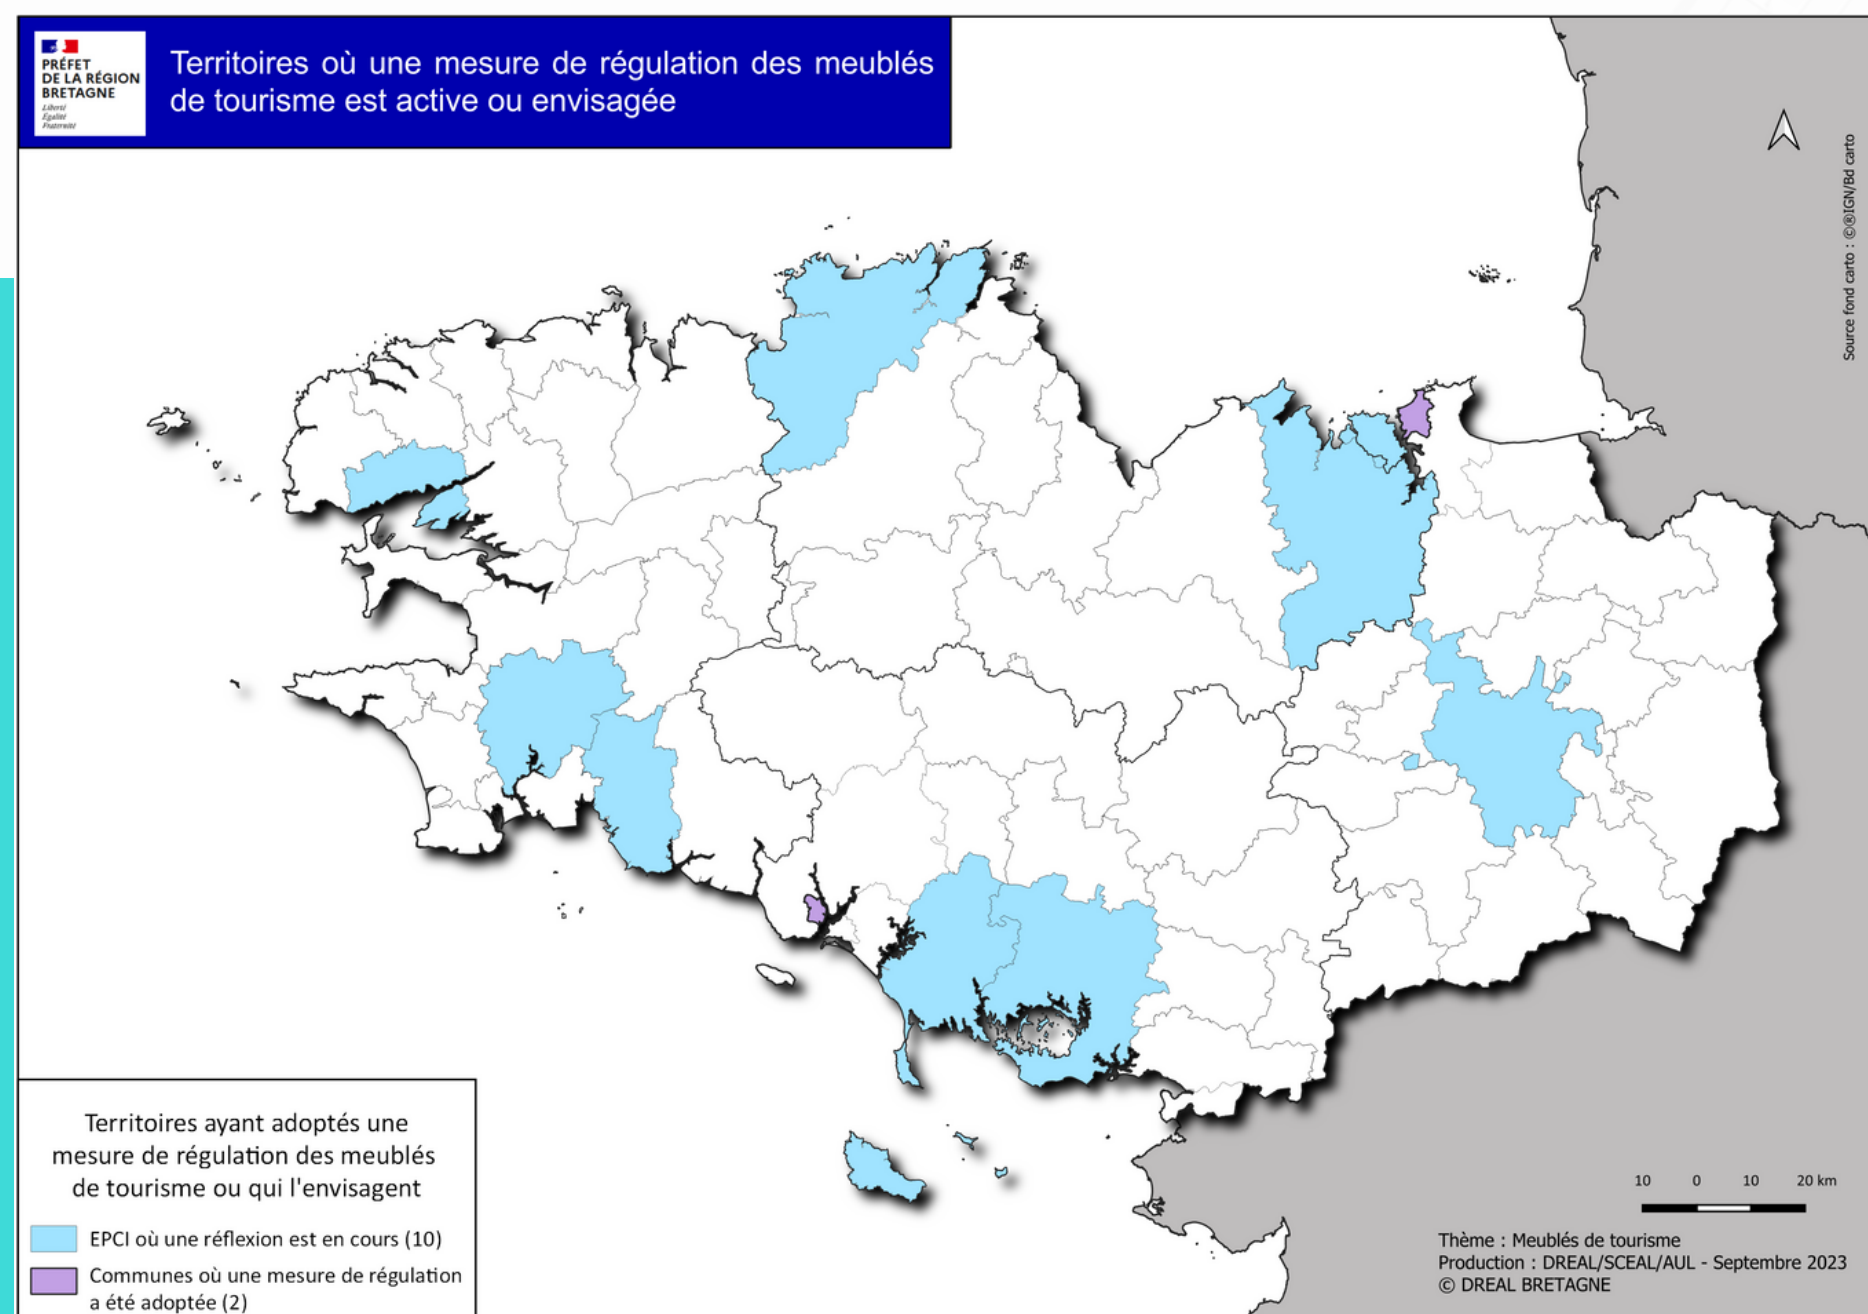 PRÉFET
DE LA RÉGION
BRETAGNE
Liberté
Égalité
Fraternité
Territoires où une mesure de régulation des meublés
de tourisme est active ou envisagée
Source fond carto : ©®IGN/Bd carto
Territoires ayant adoptés une
mesure de régulation des meublés
de tourisme ou qui l'envisagent
EPCI où une réflexion est en cours (10)
Communes où une mesure de régulation
a été adoptée (2)
10 0 10 20 km
Thème : Meublés de tourisme
Production : DREAL/SCEAL/AUL - Septembre 2023
© DREAL BRETAGNE